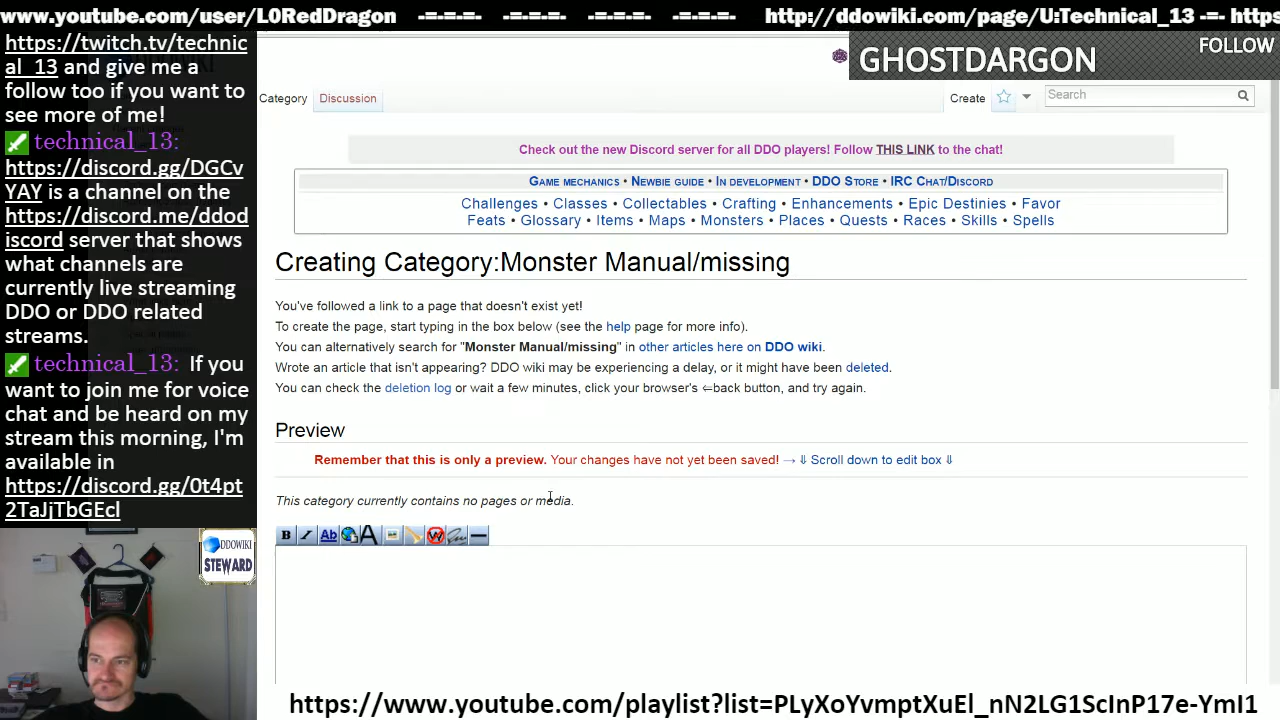 www.youtube.com/user/L0RedDragon -=-=-=- -=-=-=- -=-=-=- -=-=-=- http://ddowiki.com/page/U:Technical_13 -=- https
https://twitch.tv/technic
al_13 and give me a
follow too if you want to
see more of me!
technical_13:
https://discord.gg/DGCv
YAY is a channel on the
https://discord.me/ddod
iscord server that shows
what channels are
currently live streaming
DDO or DDO related
streams.
technical_13: If you
want to join me for voice
chat and be heard on my
stream this morning, I'm
available in
https://discord.gg/0t4pt
2TaJjTbGEcl
DDOWIKI
STEWARD
GHOSTDARGON
FOLLOW
Category Discussion
Create
Search
Check out the new Discord server for all DDO players! Follow THIS LINK to the chat!
Game mechanics • Newbie guide • In development • DDO Store • IRC Chat/Discord
Challenges • Classes • Collectables • Crafting • Enhancements • Epic Destinies • Favor
Feats • Glossary • Items • Maps • Monsters • Places • Quests • Races • Skills • Spells
Creating Category:Monster Manual/missing
You've followed a link to a page that doesn't exist yet!
To create the page, start typing in the box below (see the help page for more info).
You can alternatively search for "Monster Manual/missing" in other articles here on DDO wiki.
Wrote an article that isn't appearing? DDO wiki may be experiencing a delay, or it might have been deleted.
You can check the deletion log or wait a few minutes, click your browser's ⇐back button, and try again.
Preview
Remember that this is only a preview. Your changes have not yet been saved! → ⇓ Scroll down to edit box ⇓
This category currently contains no pages or media.
B I Ab A W
https://www.youtube.com/playlist?list=PLyXoYvmptXuEl_nN2LG1ScInP17e-YmI1